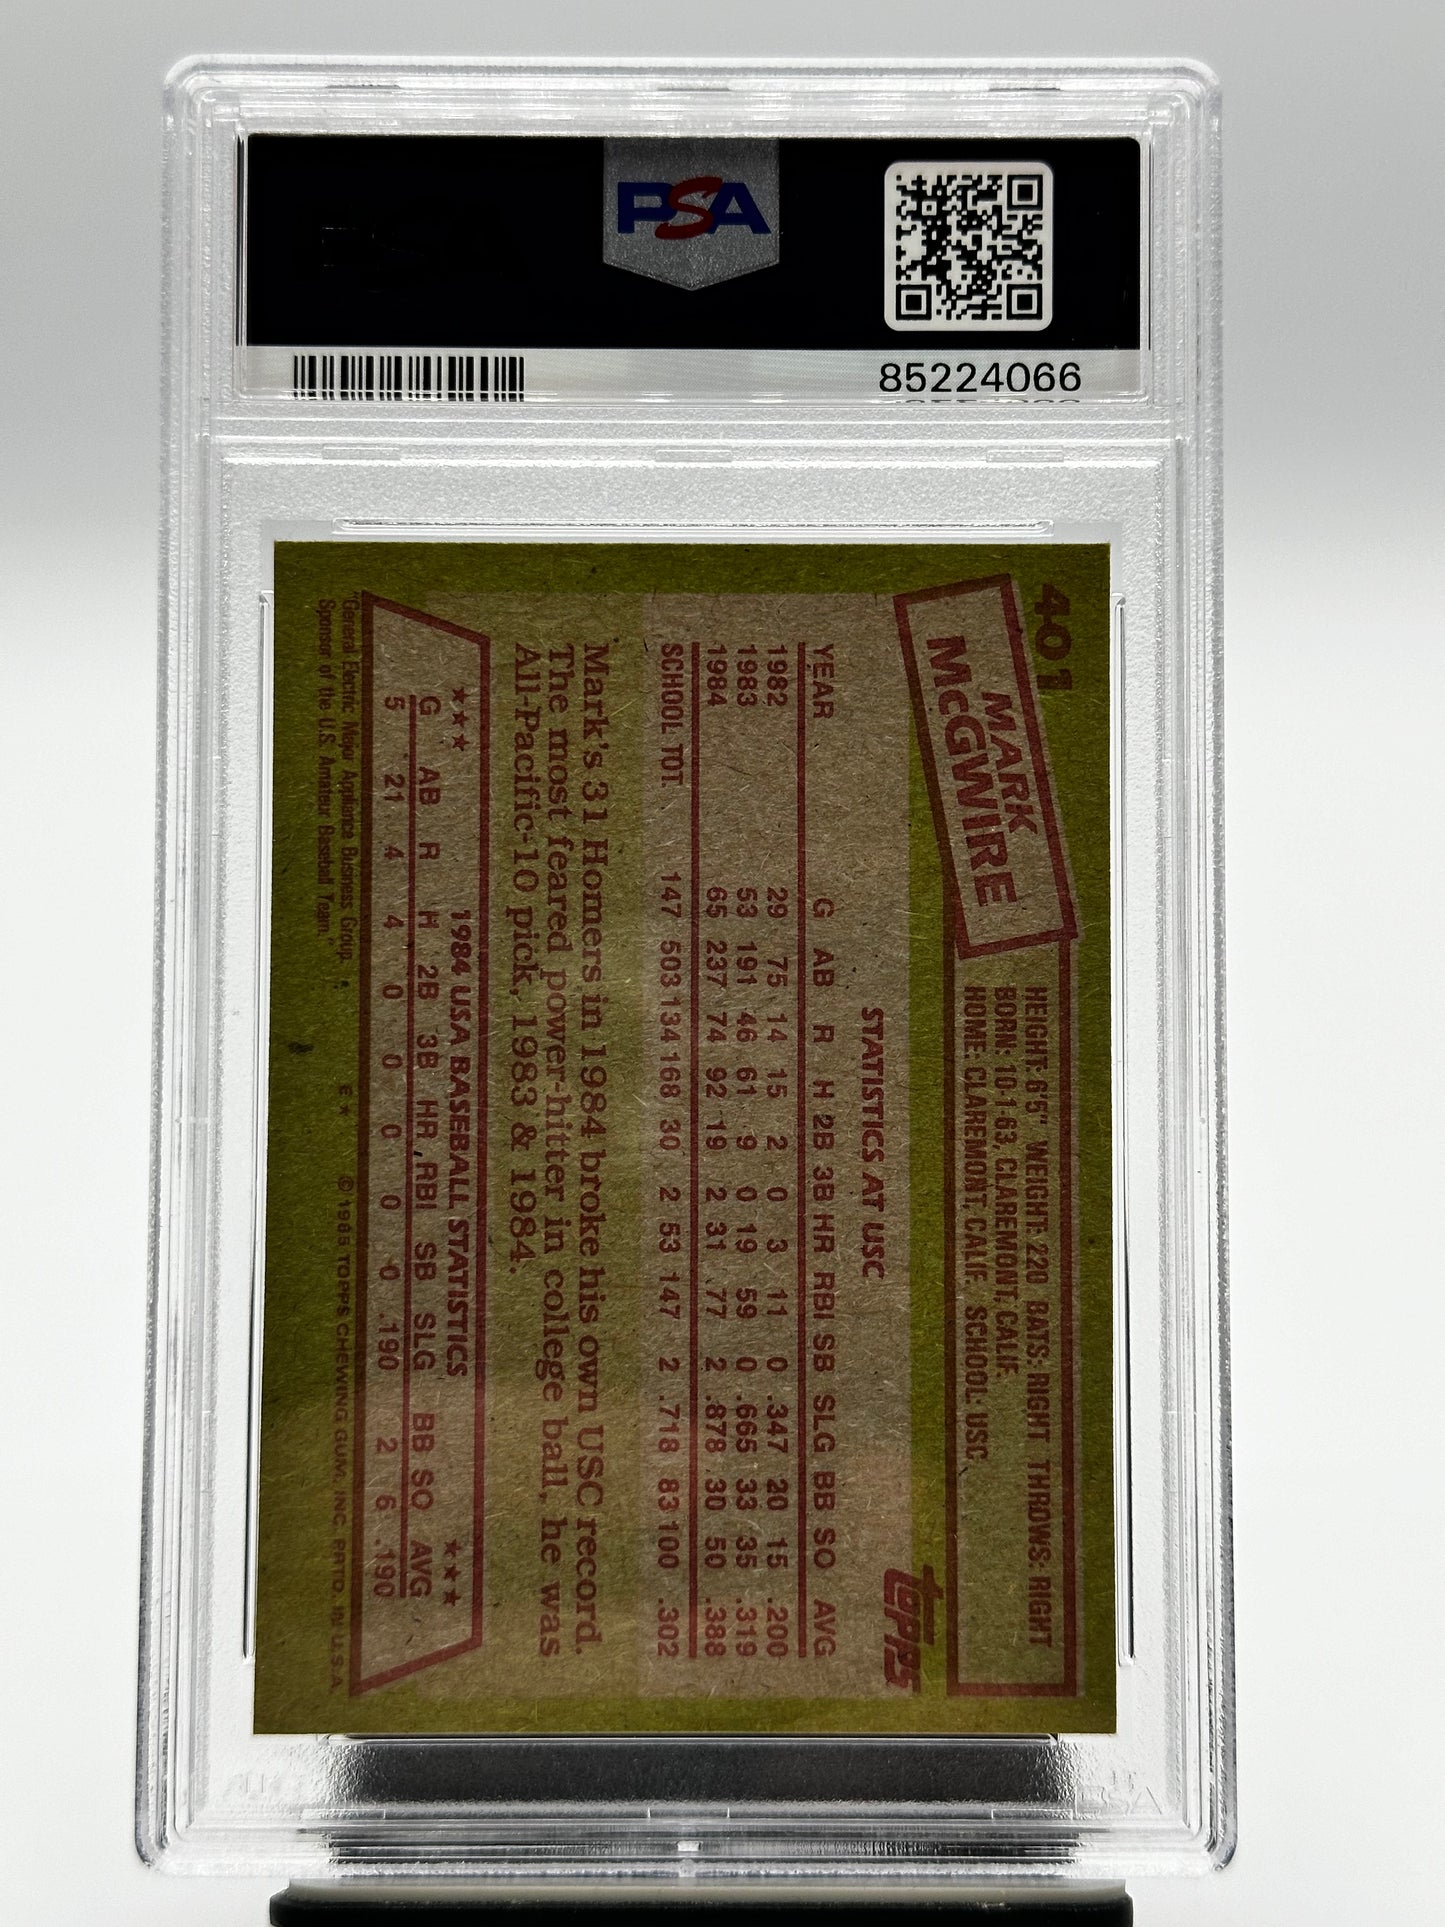 PSA
85224066
401
MARK
McGWIRE
HEIGHT: 6'5" WEIGHT: 220 BATS: RIGHT THROWS: RIGHT
BORN: 10-1-63, CLAREMONT, CALIF.
HOME: CLAREMONT, CALIF. SCHOOL: USC
topps
STATISTICS AT USC
YEAR G AB R H 2B 3B HR RBI SB SLG BB SO AVG
1982 29 75 14 15 2 0 3 11 0 .347 20 15 .200
1983 53 191 46 61 9 0 19 59 0 .665 33 35 .319
1984 65 237 74 92 19 2 31 77 2 .878 30 50 .388
SCHOOL TOT. 147 503 134 168 30 2 53 147 2 .718 83 100 .302
Mark's 31 Homers in 1984 broke his own USC record.
The most feared power-hitter in college ball, he was
All-Pacific-10 pick, 1983 & 1984.
★★★ 1984 USA BASEBALL STATISTICS ★★★
G AB R H 2B 3B HR RBI SB SLG BB SO AVG
5 21 4 4 0 0 0 0 0 .190 2 6 .190
"General Electric Major Appliance Business Group.
Sponsor of the U.S. Amateur Baseball Team."
E★ © 1985 TOPPS CHEWING GUM, INC. PRTD. IN U.S.A.